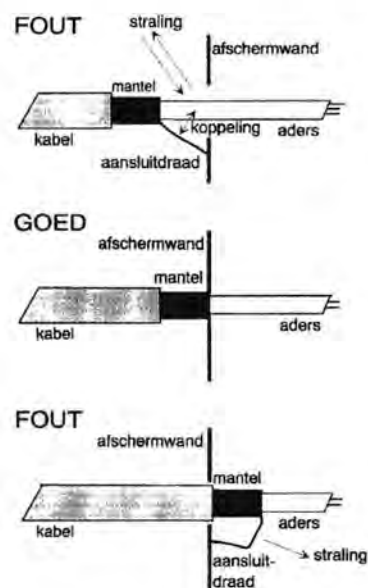 FOUT
straling
afschermwand
mantel
koppeling
kabel
aders
aansluitdraad
GOED
afschermwand
mantel
kabel
aders
FOUT
afschermwand
mantel
kabel
aders
aansluit-
draad
straling